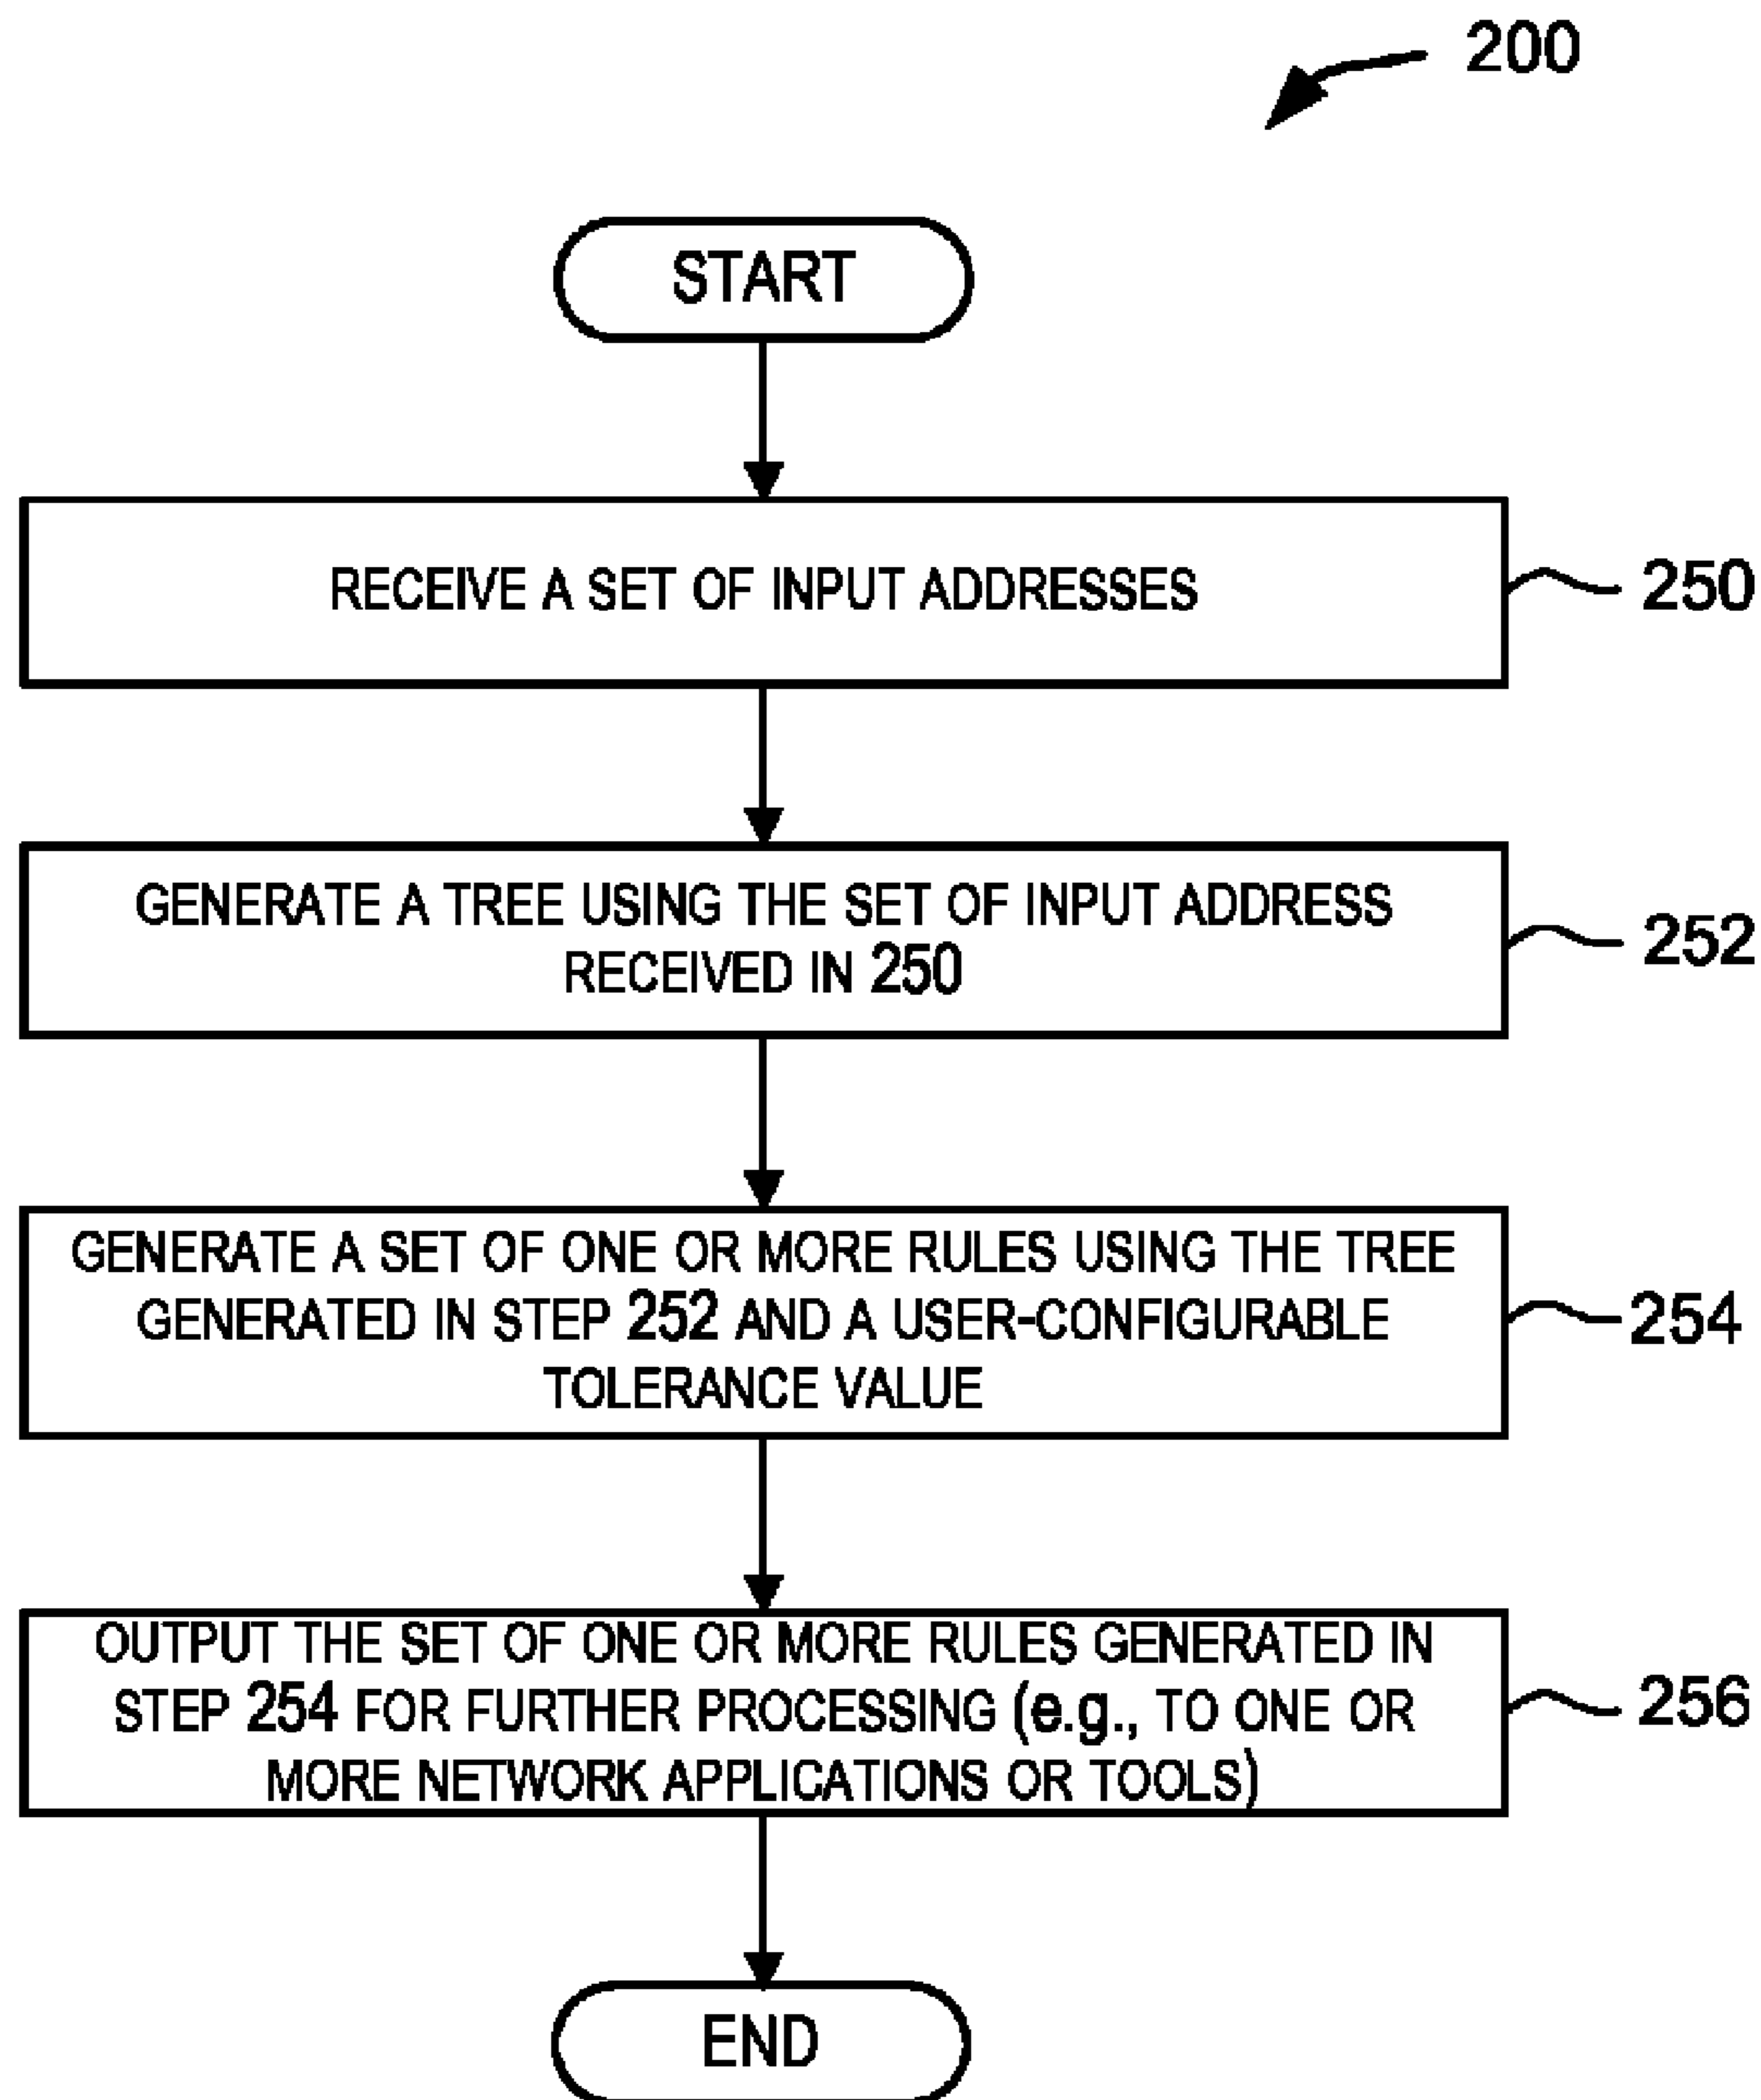 200
START
RECEIVE A SET OF INPUT ADDRESSES
250
GENERATE A TREE USING THE SET OF INPUT ADDRESS
RECEIVED IN 250
252
GENERATE A SET OF ONE OR MORE RULES USING THE TREE
GENERATED IN STEP 252 AND A USER-CONFIGURABLE
TOLERANCE VALUE
254
OUTPUT THE SET OF ONE OR MORE RULES GENERATED IN
STEP 254 FOR FURTHER PROCESSING (e.g., TO ONE OR
MORE NETWORK APPLICATIONS OR TOOLS)
256
END